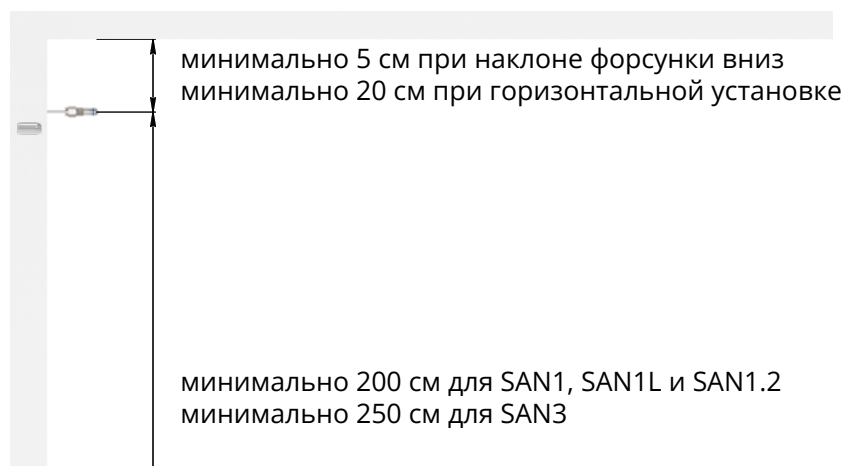 минимально 5 см при наклоне форсунки вниз
минимально 20 см при горизонтальной установке
минимально 200 см для SAN1, SAN1L и SAN1.2
минимально 250 см для SAN3